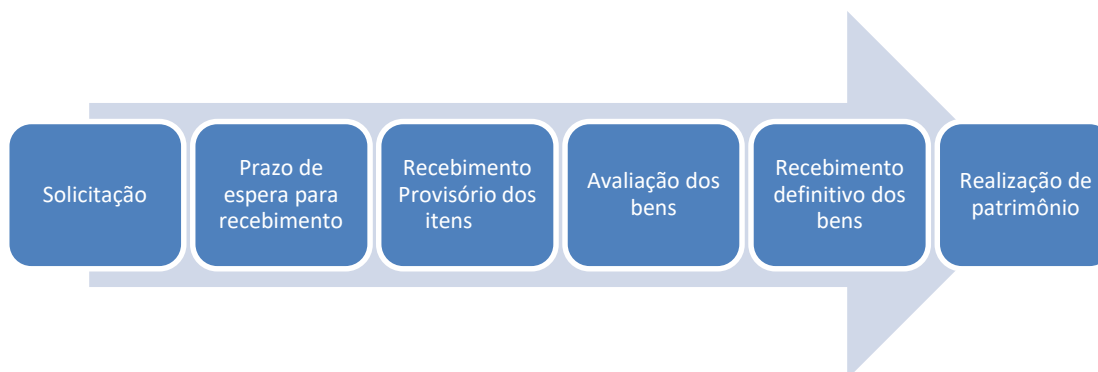 Solicitação
Prazo de
espera para
recebimento
Recebimento
Provisório dos
itens
Avaliação dos
bens
Recebimento
definitivo dos
bens
Realização de
patrimônio